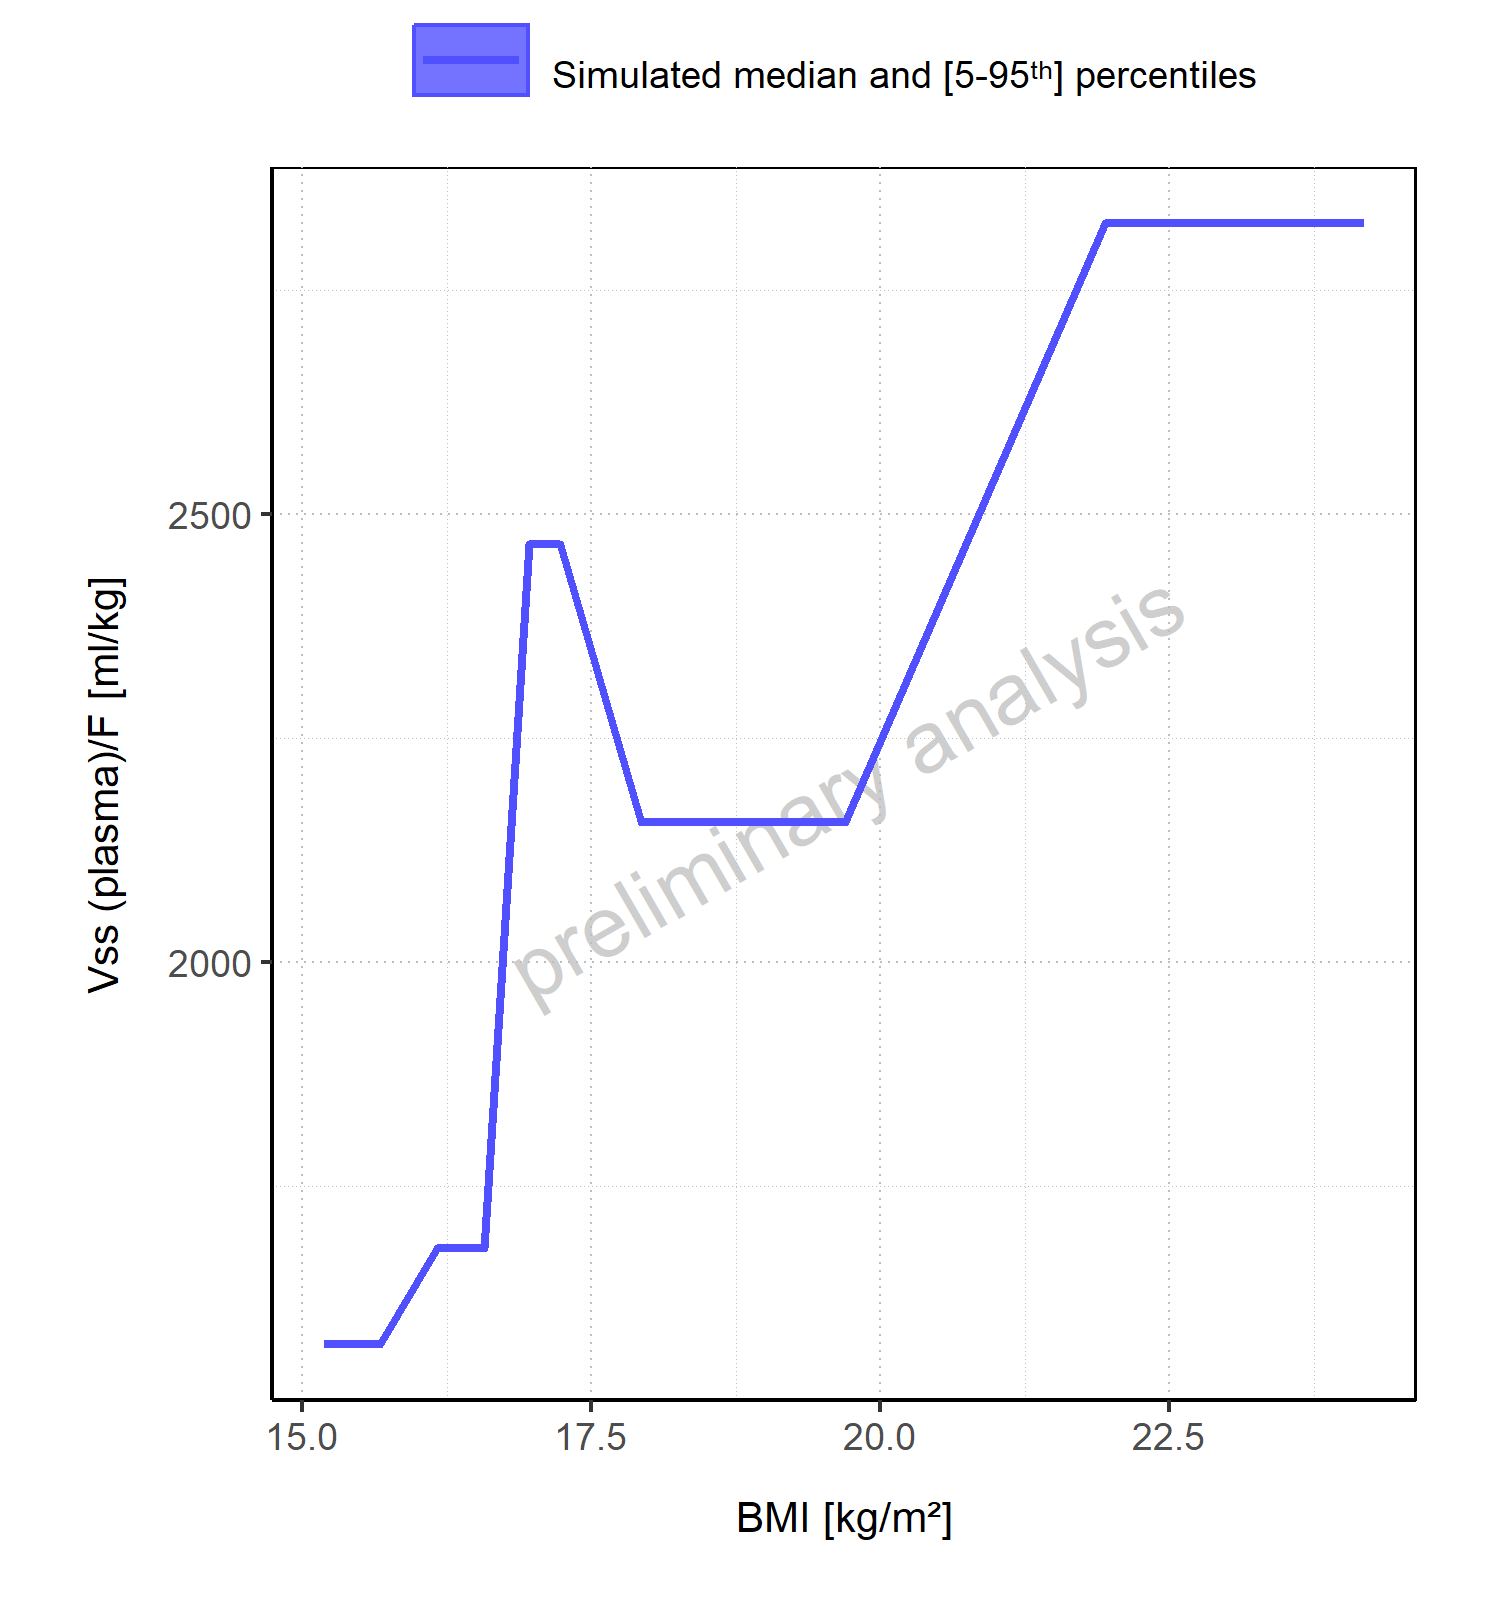 Simulated median and [5-95ᵗʰ] percentiles
Vss (plasma)/F [ml/kg]
2500
2000
preliminary analysis
15.0 17.5 20.0 22.5
BMI [kg/m²]